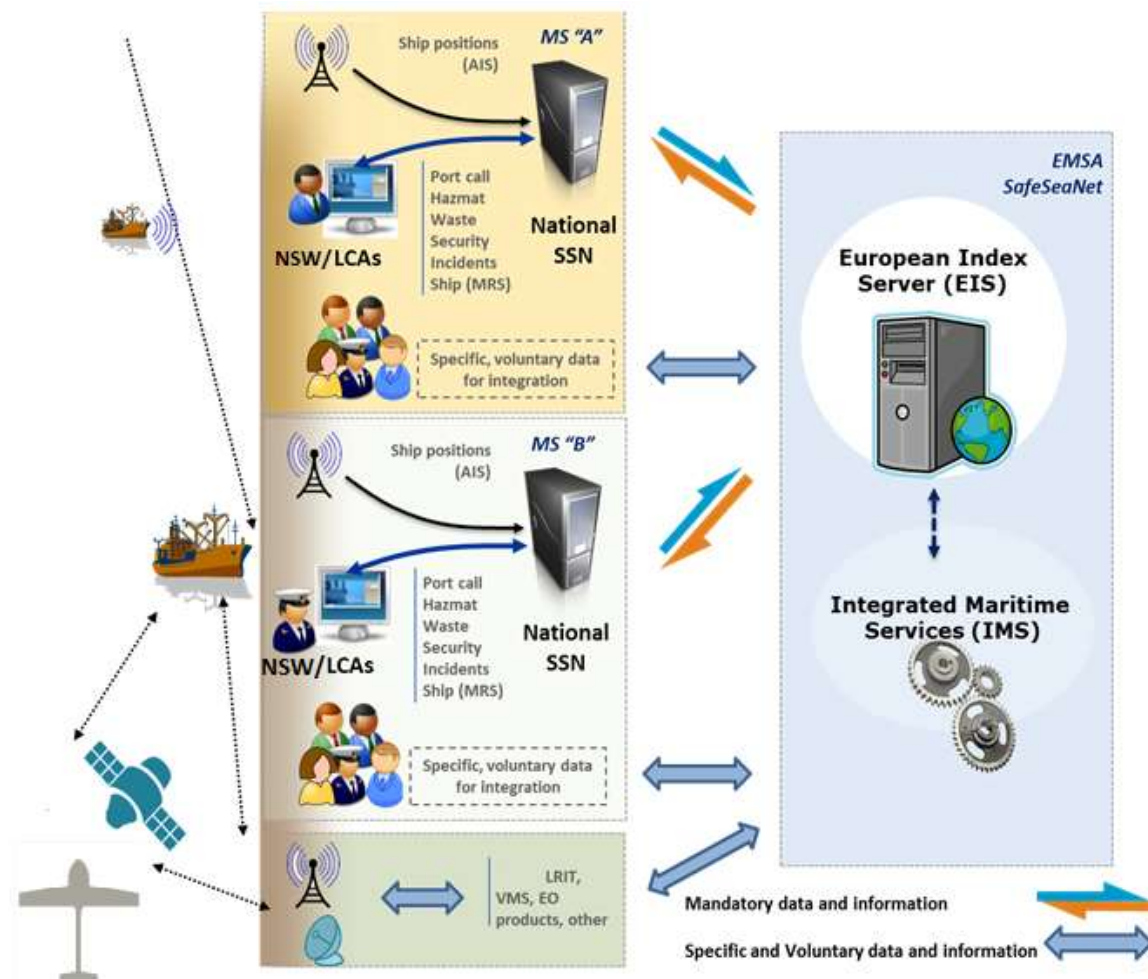 MS "A"
Ship positions
(AIS)
Port call
Hazmat
Waste
Security
Incidents
Ship (MRS)
NSW/LCAs
National
SSN
Specific, voluntary data
for integration
MS "B"
Ship positions
(AIS)
Port call
Hazmat
Waste
Security
Incidents
Ship (MRS)
NSW/LCAs
National
SSN
Specific, voluntary data
for integration
LRIT,
VMS, EO
products, other
EMSA
SafeSeaNet
European Index
Server (EIS)
Integrated Maritime
Services (IMS)
Mandatory data and information
Specific and Voluntary data and information